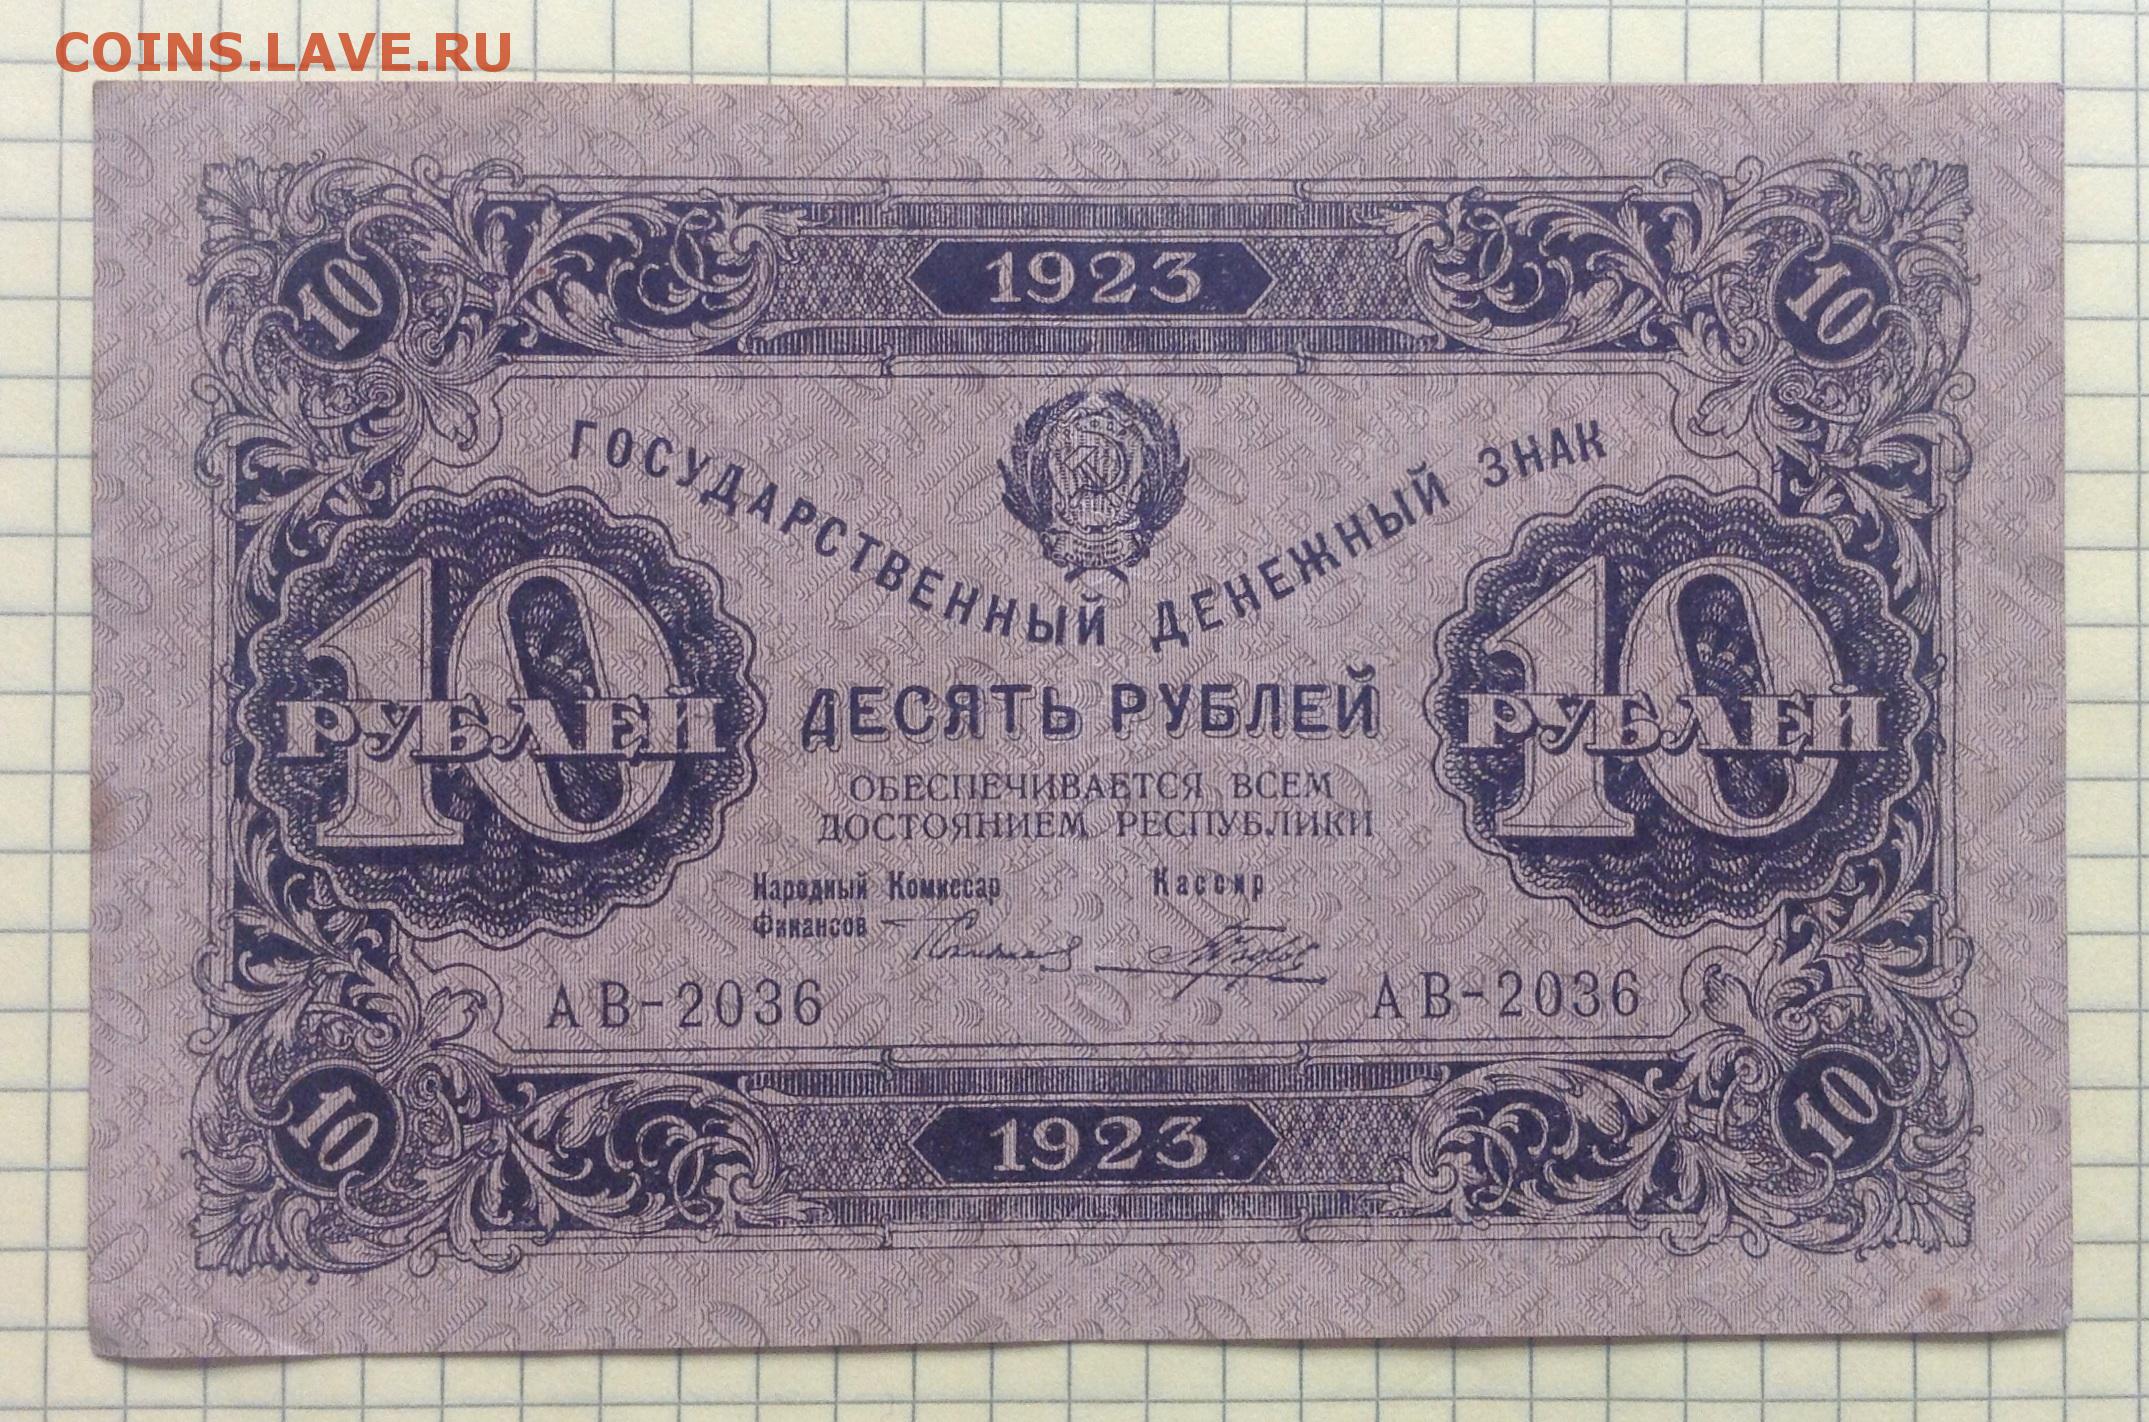 COINS.LAVE.RU
1923
10 10
ГОСУДАРСТВЕННЫЙ ДЕНЕЖНЫЙ ЗНАК
10 РУБЛЕЙ
ДЕСЯТЬ РУБЛЕЙ
10 РУБЛЕЙ
ОБЕСПЕЧИВАЕТСЯ ВСЕМ
ДОСТОЯНИЕМ РЕСПУБЛИКИ
Народный Комиссар
Финансов
Кассир
АВ-2036 АВ-2036
10 10
1923